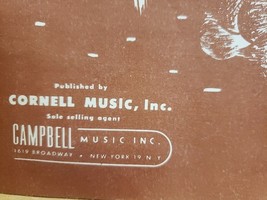 Published by
CORNELL MUSIC, Inc.
Sole selling agent
CAMPBELL MUSIC INC.
1619 BROADWAY • NEW YORK 19 N.Y.